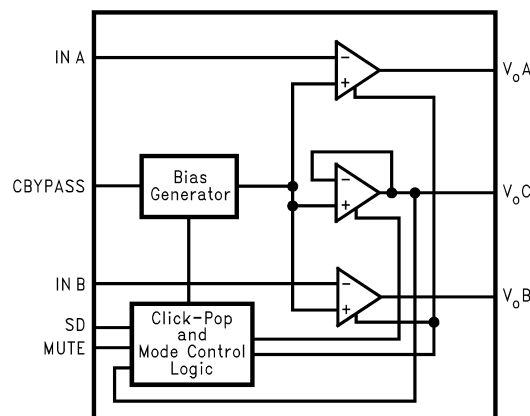 IN A
−
+
VoA
CBYPASS
Bias
Generator
−
+
VoC
IN B
−
+
VoB
SD
MUTE
Click-Pop
and
Mode Control
Logic